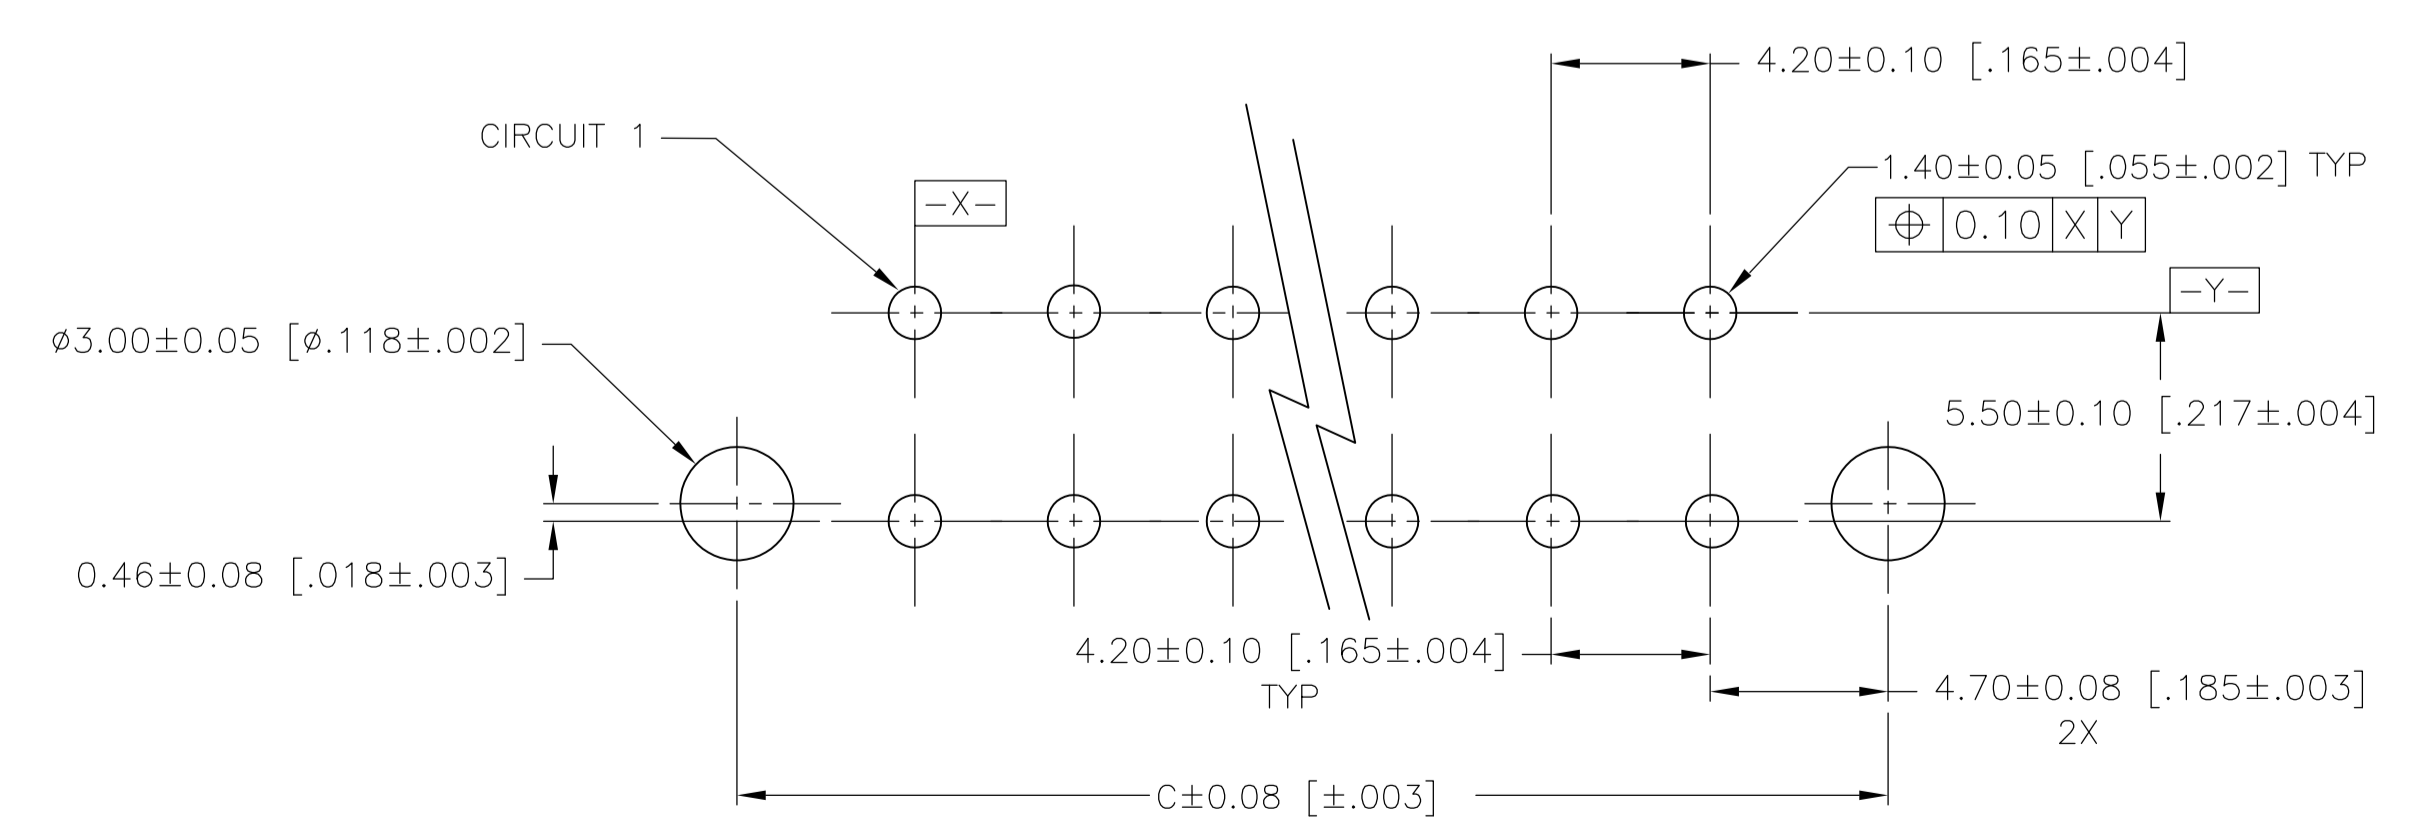 4.20±0.10 [.165±.004]
CIRCUIT 1
1.40±0.05 [.055±.002] TYP
-X-
⌖ 0.10 X Y
-Y-
ø3.00±0.05 [ø.118±.002]
5.50±0.10 [.217±.004]
0.46±0.08 [.018±.003]
4.20±0.10 [.165±.004]
TYP
4.70±0.08 [.185±.003]
2X
C±0.08 [±.003]